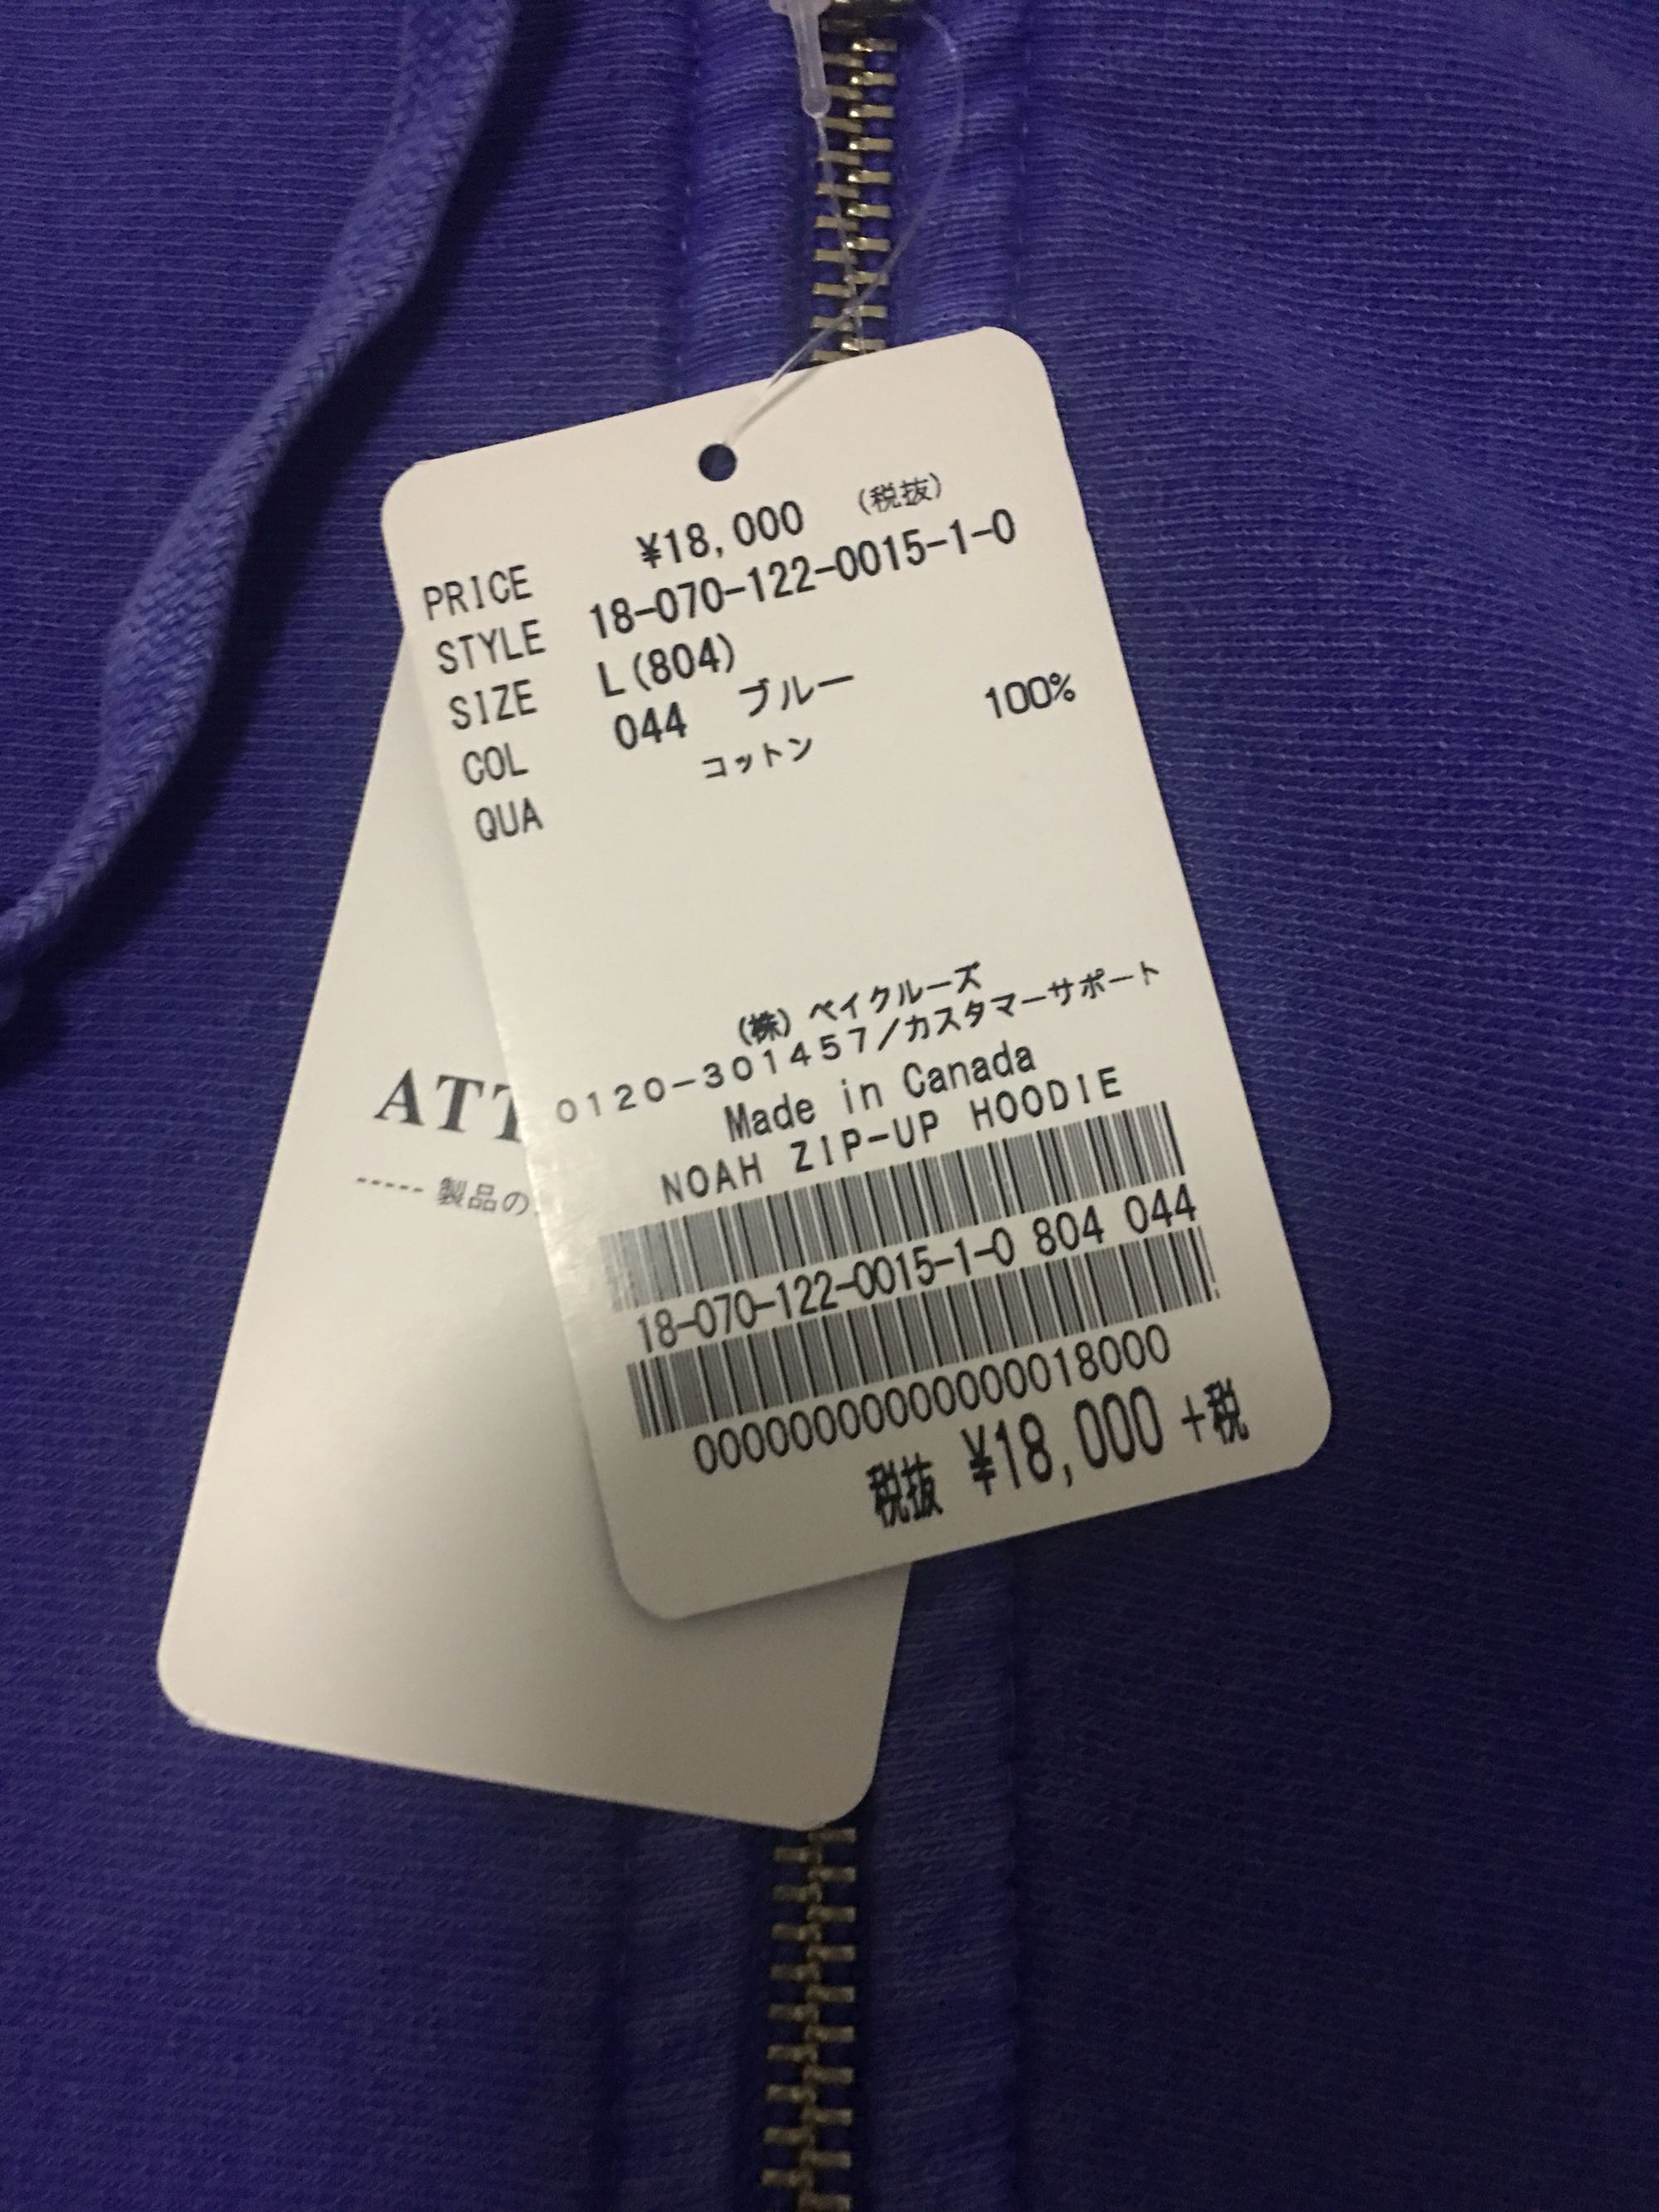 PRICE ¥18,000 (税抜)
STYLE 18-070-122-0015-1-0
SIZE L(804)
COL 044 ブルー
QUA コットン 100%
(株) ベイクルーズ
0120-301457/カスタマーサポート
Made in Canada
NOAH ZIP-UP HOODIE
18-070-122-0015-1-0 804 044
0000000000000018000
税抜 ¥18,000 +税
ATT
----- 製品の